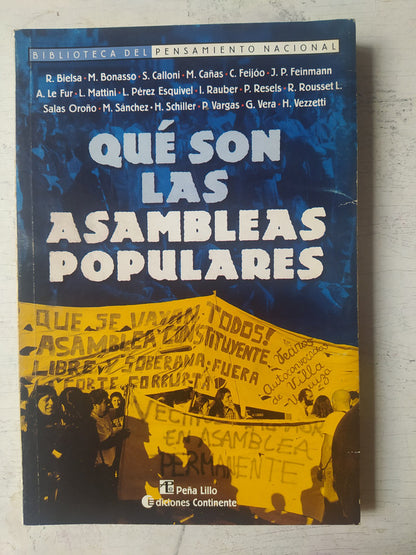 BIBLIOTECA DEL PENSAMIENTO NACIONAL
R. Bielsa · M. Bonasso · S. Calloni · M. Cañas · C. Feijóo · J. P. Feinmann
A. Le Fur · L. Mattini · L. Pérez Esquivel · I. Rauber · P. Resels · R. Rousset L.
Salas Oroño · M. Sánchez · H. Schiller · P. Vargas · G. Vera · H. Vezzetti
QUÉ SON
LAS
ASAMBLEAS
POPULARES
QUE SE VAYAN TODOS!
ASAMBLEA CONSTITUYENTE
LIBRE Y SOBERANA: FUERA
CORTE CORRUPTA!
Autoconvocados
de Villa
VECINOS
EN ASAMBLEA
PERMANENTE
Peña Lillo
Ediciones Continente